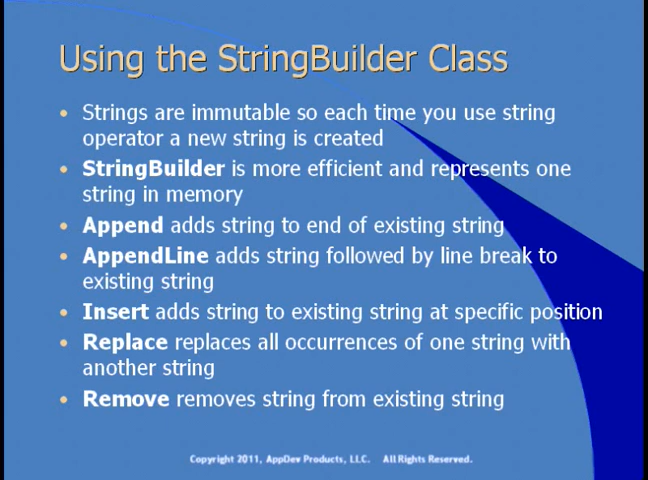 Using the StringBuilder Class
• Strings are immutable so each time you use string
operator a new string is created
• StringBuilder is more efficient and represents one
string in memory
• Append adds string to end of existing string
• AppendLine adds string followed by line break to
existing string
• Insert adds string to existing string at specific position
• Replace replaces all occurrences of one string with
another string
• Remove removes string from existing string
Copyright 2011, AppDev Products, LLC. All Rights Reserved.